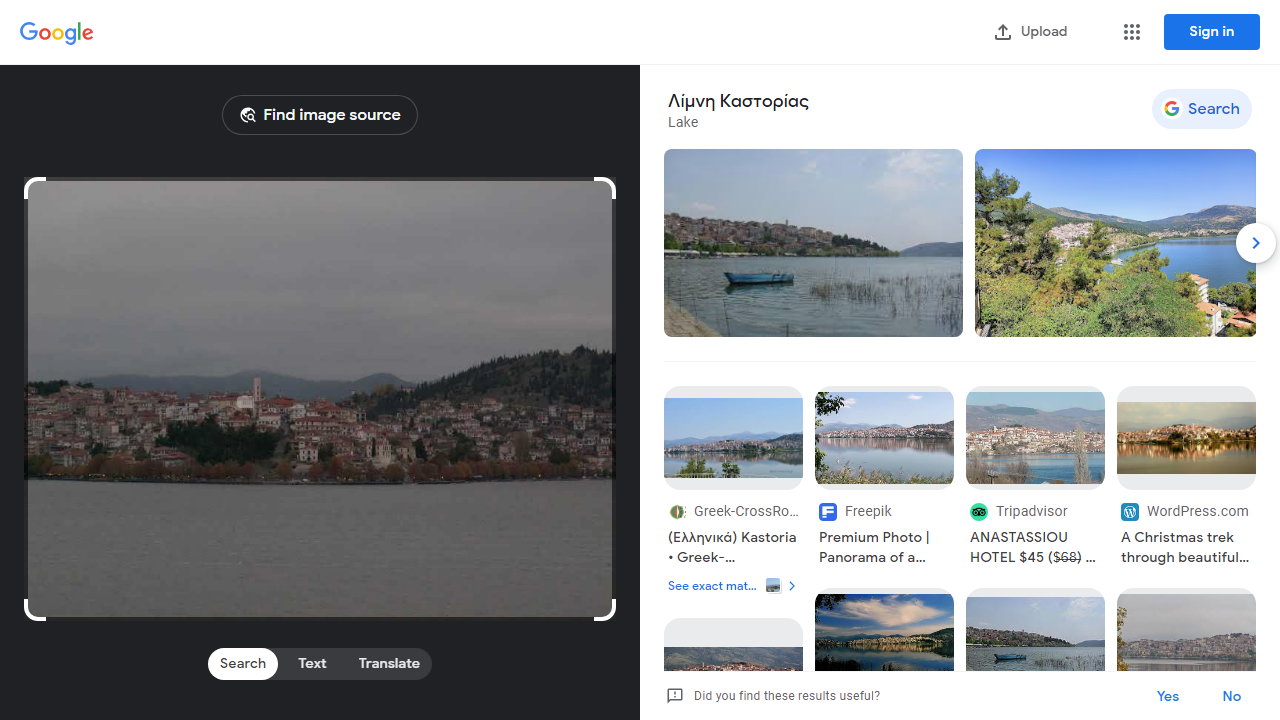 Google
Upload
Sign in
Find image source
Search
Text
Translate
Λίμνη Καστορίας
Lake
Search
Greek-CrossRo...
(Ελληνικά) Kastoria
• Greek-...
See exact mat...
Freepik
Premium Photo |
Panorama of a...
Tripadvisor
ANASTASSIOU
HOTEL $45 ($68) ...
WordPress.com
A Christmas trek
through beautiful...
Did you find these results useful?
Yes
No